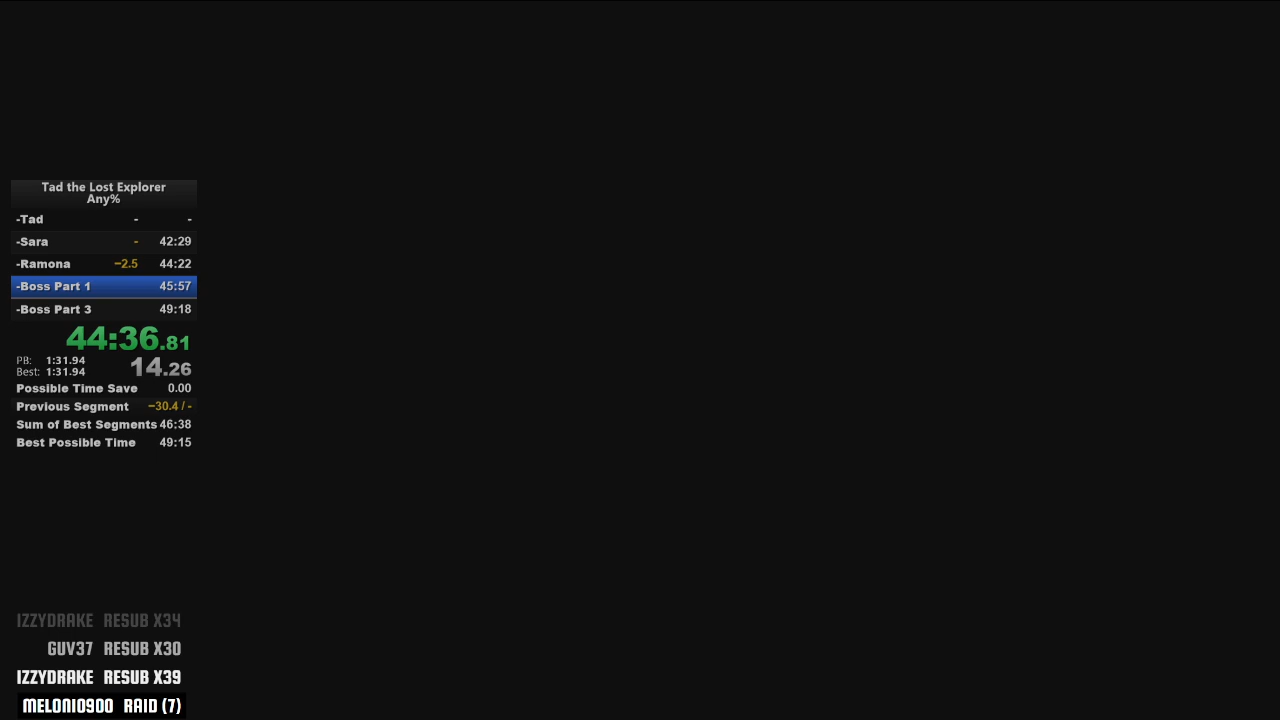 Tad the Lost Explorer
Any%
-Tad - -
-Sara - 42:29
-Ramona −2.5 44:22
-Boss Part 1 45:57
-Boss Part 3 49:18
44:36.81
PB: 1:31.94
Best: 1:31.94
14.26
Possible Time Save 0.00
Previous Segment −30.4 / -
Sum of Best Segments 46:38
Best Possible Time 49:15
IZZYDRAKE RESUB X34
GUV37 RESUB X30
IZZYDRAKE RESUB X39
MELONIO900 RAID (7)